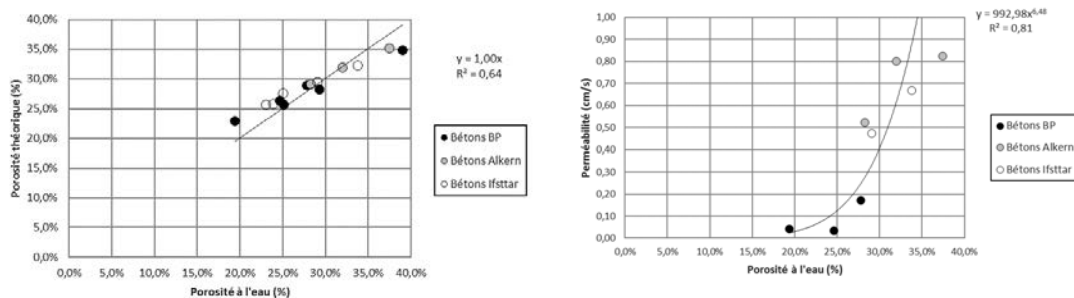 40,0%
35,0%
30,0%
25,0%
20,0%
15,0%
10,0%
5,0%
0,0%
Porosité théorique (%)
0,0% 5,0% 10,0% 15,0% 20,0% 25,0% 30,0% 35,0% 40,0%
Porosité à l'eau (%)
y = 1,00x
R² = 0,64
Bétons BP
Bétons Alkern
Bétons Ifsttar
1,00
0,90
0,80
0,70
0,60
0,50
0,40
0,30
0,20
0,10
0,00
Perméabilité (cm/s)
0,0% 5,0% 10,0% 15,0% 20,0% 25,0% 30,0% 35,0% 40,0%
Porosité à l'eau (%)
y = 992,98x⁶·⁴⁸
R² = 0,81
Bétons BP
Bétons Alkern
Bétons Ifsttar